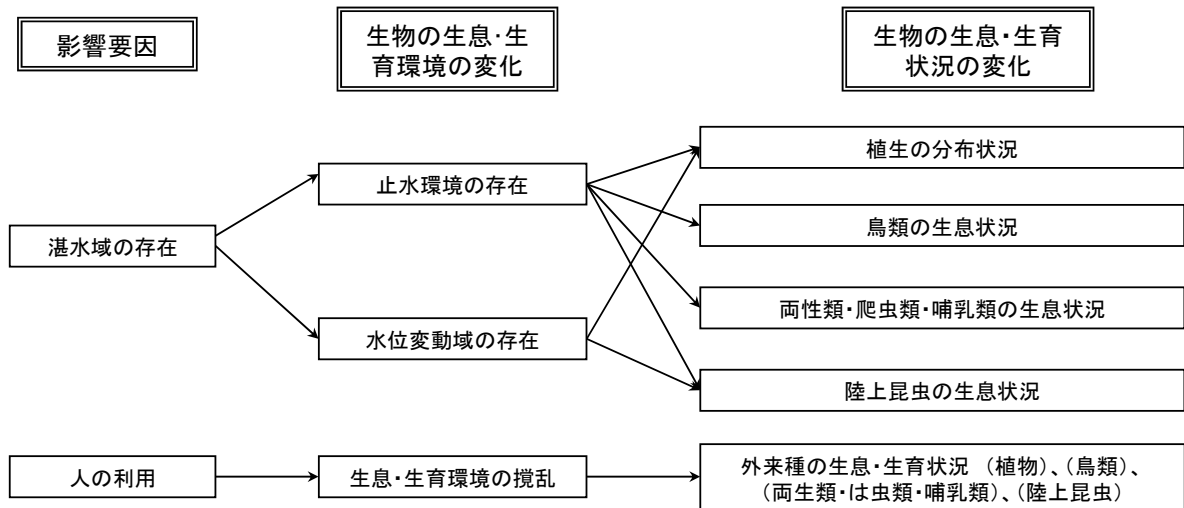 影響要因
生物の生息･生
育環境の変化
生物の生息・生育
状況の変化
植生の分布状況
止水環境の存在
鳥類の生息状況
湛水域の存在
両性類・爬虫類・哺乳類の生息状況
水位変動域の存在
陸上昆虫の生息状況
人の利用
生息・生育環境の撹乱
外来種の生息・生育状況 (植物)、(鳥類)、
(両生類・は虫類・哺乳類)、(陸上昆虫)